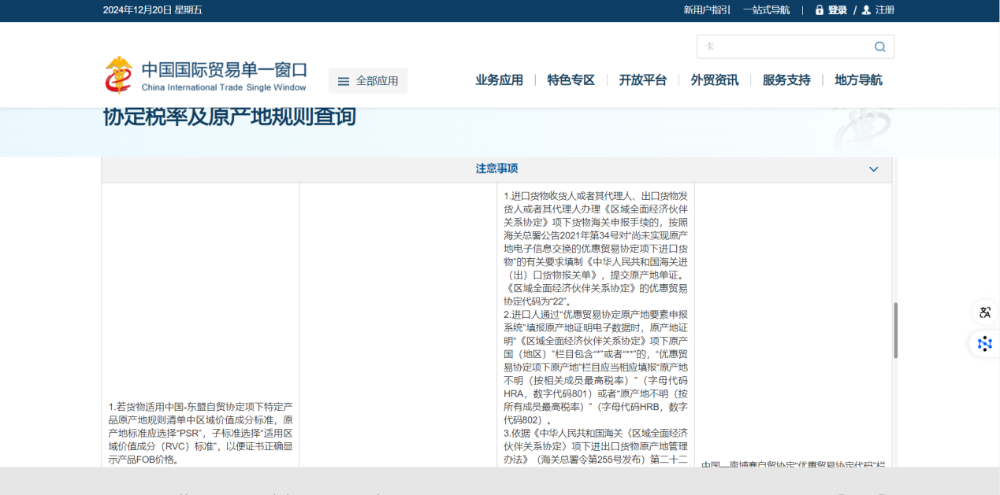 2024年12月20日 星期五
新用户指引 一站式导航 | 登录 / 注册
卡
中国国际贸易单一窗口
China International Trade Single Window
全部应用
业务应用 | 特色专区 | 开放平台 | 外贸资讯 | 服务支持 | 地方导航
协定税率及原产地规则查询
注意事项
1.若货物适用中国-东盟自贸协定项下特定产
品原产地规则清单中区域价值成分标准，原
产地标准应选择“PSR”，子标准选择“适用区
域价值成分（RVC）标准”，以便证书正确显
示产品FOB价格。
1.进口货物收货人或者其代理人、出口货物发
货人或者其代理人办理《区域全面经济伙伴
关系协定》项下货物海关申报手续的，按照
海关总署公告2021年第34号对“尚未实现原产
地电子信息交换的优惠贸易协定项下进口货
物”的有关要求填制《中华人民共和国海关进
（出）口货物报关单》，提交原产地单证。
《区域全面经济伙伴关系协定》的优惠贸易
协定代码为“22”。
2.进口人通过“优惠贸易协定原产地要素申报
系统”填报原产地证明电子数据时，原产地证
明“《区域全面经济伙伴关系协定》项下原产
国（地区）”栏目包含“*”或者“**”的，“优惠贸
易协定项下原产地”栏目应当相应填报“原产地
不明（按相关成员最高税率）”（字母代码
HRA，数字代码801）或者“原产地不明（按
所有成员最高税率）“（字母代码HRB，数字
代码802）。
3.依据《中华人民共和国海关〈区域全面经济
伙伴关系协定〉项下进出口货物原产地管理
办法》（海关总署令第255号发布）第二十二
中国—柬埔寨自贸协定“优惠贸易协定代码”栏